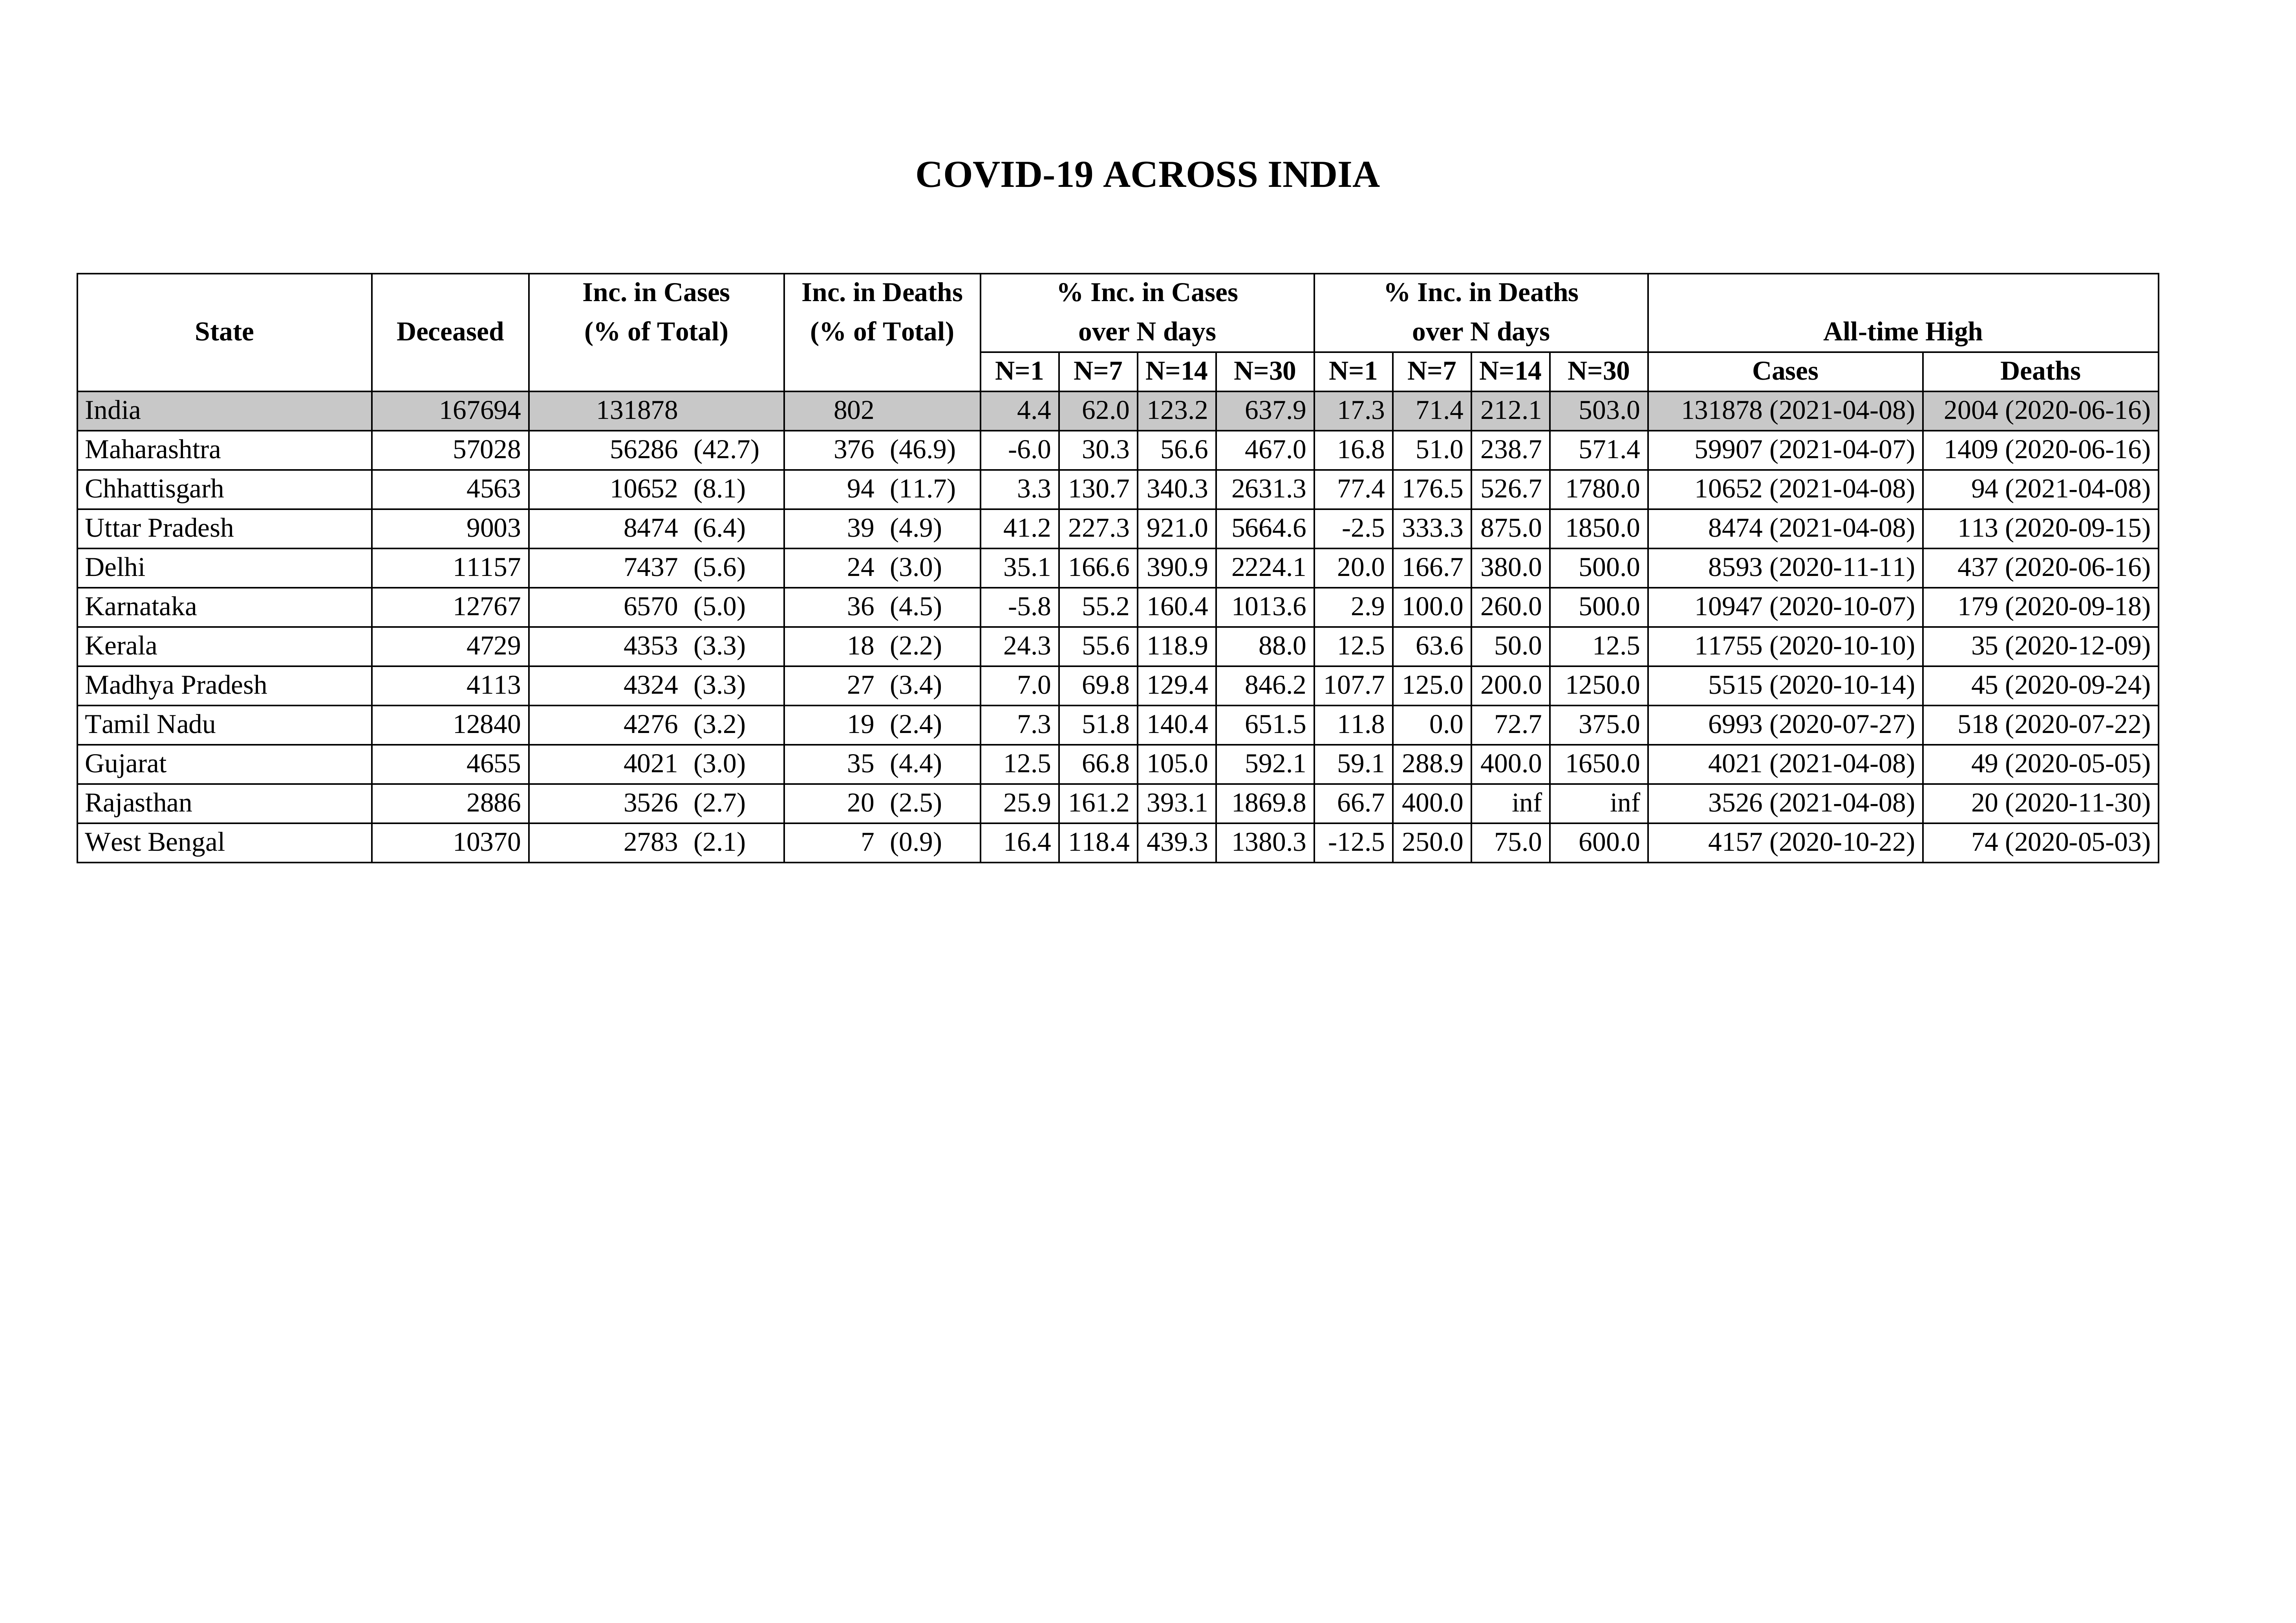 COVID-19 ACROSS INDIA
State Deceased Inc. in Cases (% of Total) Inc. in Deaths (% of Total) % Inc. in Cases over N days % Inc. in Deaths over N days All-time High
N=1 N=7 N=14 N=30 N=1 N=7 N=14 N=30 Cases Deaths
India 167694 131878 802 4.4 62.0 123.2 637.9 17.3 71.4 212.1 503.0 131878 (2021-04-08) 2004 (2020-06-16)
Maharashtra 57028 56286 (42.7) 376 (46.9) -6.0 30.3 56.6 467.0 16.8 51.0 238.7 571.4 59907 (2021-04-07) 1409 (2020-06-16)
Chhattisgarh 4563 10652 (8.1) 94 (11.7) 3.3 130.7 340.3 2631.3 77.4 176.5 526.7 1780.0 10652 (2021-04-08) 94 (2021-04-08)
Uttar Pradesh 9003 8474 (6.4) 39 (4.9) 41.2 227.3 921.0 5664.6 -2.5 333.3 875.0 1850.0 8474 (2021-04-08) 113 (2020-09-15)
Delhi 11157 7437 (5.6) 24 (3.0) 35.1 166.6 390.9 2224.1 20.0 166.7 380.0 500.0 8593 (2020-11-11) 437 (2020-06-16)
Karnataka 12767 6570 (5.0) 36 (4.5) -5.8 55.2 160.4 1013.6 2.9 100.0 260.0 500.0 10947 (2020-10-07) 179 (2020-09-18)
Kerala 4729 4353 (3.3) 18 (2.2) 24.3 55.6 118.9 88.0 12.5 63.6 50.0 12.5 11755 (2020-10-10) 35 (2020-12-09)
Madhya Pradesh 4113 4324 (3.3) 27 (3.4) 7.0 69.8 129.4 846.2 107.7 125.0 200.0 1250.0 5515 (2020-10-14) 45 (2020-09-24)
Tamil Nadu 12840 4276 (3.2) 19 (2.4) 7.3 51.8 140.4 651.5 11.8 0.0 72.7 375.0 6993 (2020-07-27) 518 (2020-07-22)
Gujarat 4655 4021 (3.0) 35 (4.4) 12.5 66.8 105.0 592.1 59.1 288.9 400.0 1650.0 4021 (2021-04-08) 49 (2020-05-05)
Rajasthan 2886 3526 (2.7) 20 (2.5) 25.9 161.2 393.1 1869.8 66.7 400.0 inf inf 3526 (2021-04-08) 20 (2020-11-30)
West Bengal 10370 2783 (2.1) 7 (0.9) 16.4 118.4 439.3 1380.3 -12.5 250.0 75.0 600.0 4157 (2020-10-22) 74 (2020-05-03)